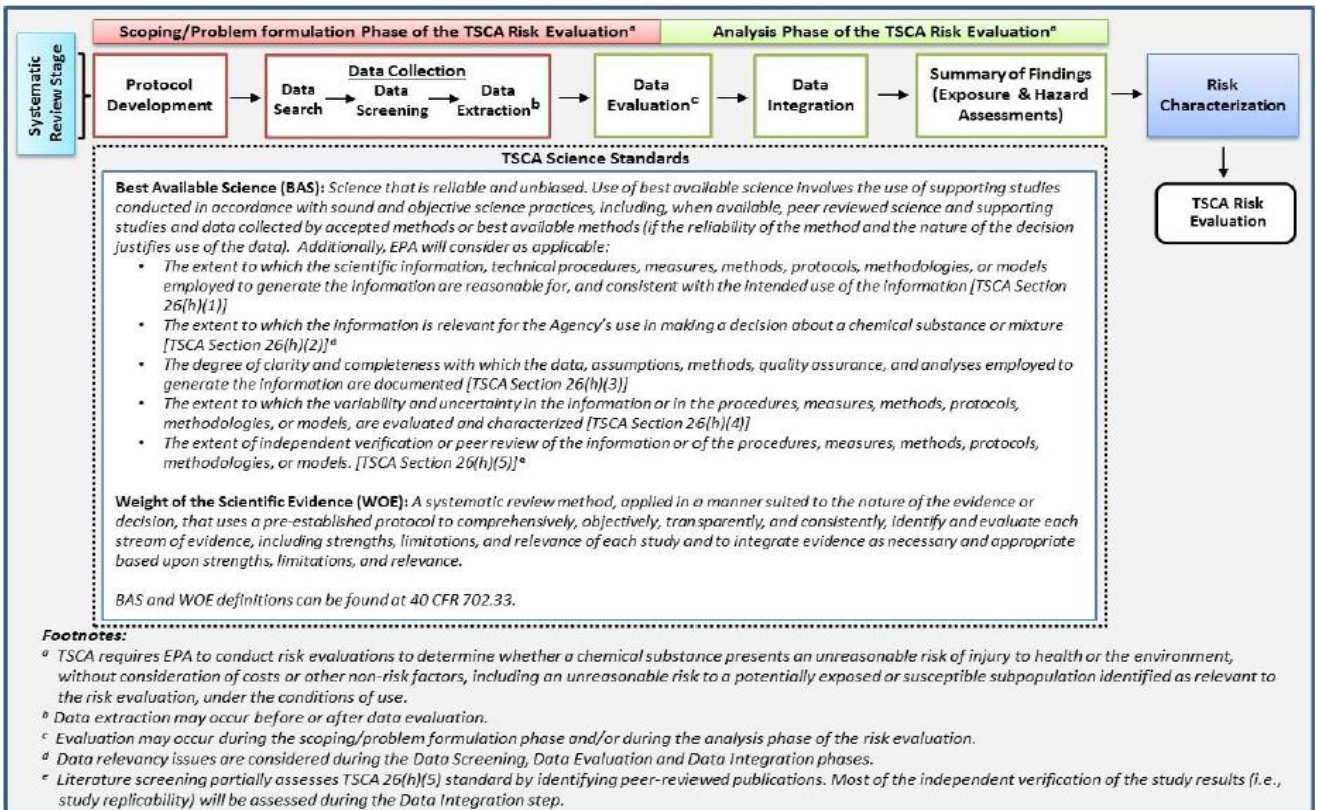 Scoping/Problem formulation Phase of the TSCA Risk Evaluationᵃ
Analysis Phase of the TSCA Risk Evaluationᵃ
Systematic
Review Stage
Protocol
Development
Data Collection
Data
Search
Data
Screening
Data
Extractionᵇ
Data
Evaluationᶜ
Data
Integration
Summary of Findings
(Exposure & Hazard
Assessments)
Risk
Characterization
TSCA Risk
Evaluation
TSCA Science Standards
Best Available Science (BAS): Science that is reliable and unbiased. Use of best available science involves the use of supporting studies
conducted in accordance with sound and objective science practices, including, when available, peer reviewed science and supporting
studies and data collected by accepted methods or best available methods (if the reliability of the method and the nature of the decision
justifies use of the data). Additionally, EPA will consider as applicable:
• The extent to which the scientific information, technical procedures, measures, methods, protocols, methodologies, or models
employed to generate the information are reasonable for, and consistent with the intended use of the information [TSCA Section
26(h)(1)]
• The extent to which the information is relevant for the Agency's use in making a decision about a chemical substance or mixture
[TSCA Section 26(h)(2)]ᵈ
• The degree of clarity and completeness with which the data, assumptions, methods, quality assurance, and analyses employed to
generate the information are documented [TSCA Section 26(h)(3)]
• The extent to which the variability and uncertainty in the information or in the procedures, measures, methods, protocols,
methodologies, or models, are evaluated and characterized [TSCA Section 26(h)(4)]
• The extent of independent verification or peer review of the information or of the procedures, measures, methods, protocols,
methodologies, or models. [TSCA Section 26(h)(5)]ᵉ
Weight of the Scientific Evidence (WOE): A systematic review method, applied in a manner suited to the nature of the evidence or
decision, that uses a pre-established protocol to comprehensively, objectively, transparently, and consistently, identify and evaluate each
stream of evidence, including strengths, limitations, and relevance of each study and to integrate evidence as necessary and appropriate
based upon strengths, limitations, and relevance.
BAS and WOE definitions can be found at 40 CFR 702.33.
Footnotes:
ᵃ TSCA requires EPA to conduct risk evaluations to determine whether a chemical substance presents an unreasonable risk of injury to health or the environment,
without consideration of costs or other non-risk factors, including an unreasonable risk to a potentially exposed or susceptible subpopulation identified as relevant to
the risk evaluation, under the conditions of use.
ᵇ Data extraction may occur before or after data evaluation.
ᶜ Evaluation may occur during the scoping/problem formulation phase and/or during the analysis phase of the risk evaluation.
ᵈ Data relevancy issues are considered during the Data Screening, Data Evaluation and Data Integration phases.
ᵉ Literature screening partially assesses TSCA 26(h)(5) standard by identifying peer-reviewed publications. Most of the independent verification of the study results (i.e.,
study replicability) will be assessed during the Data Integration step.